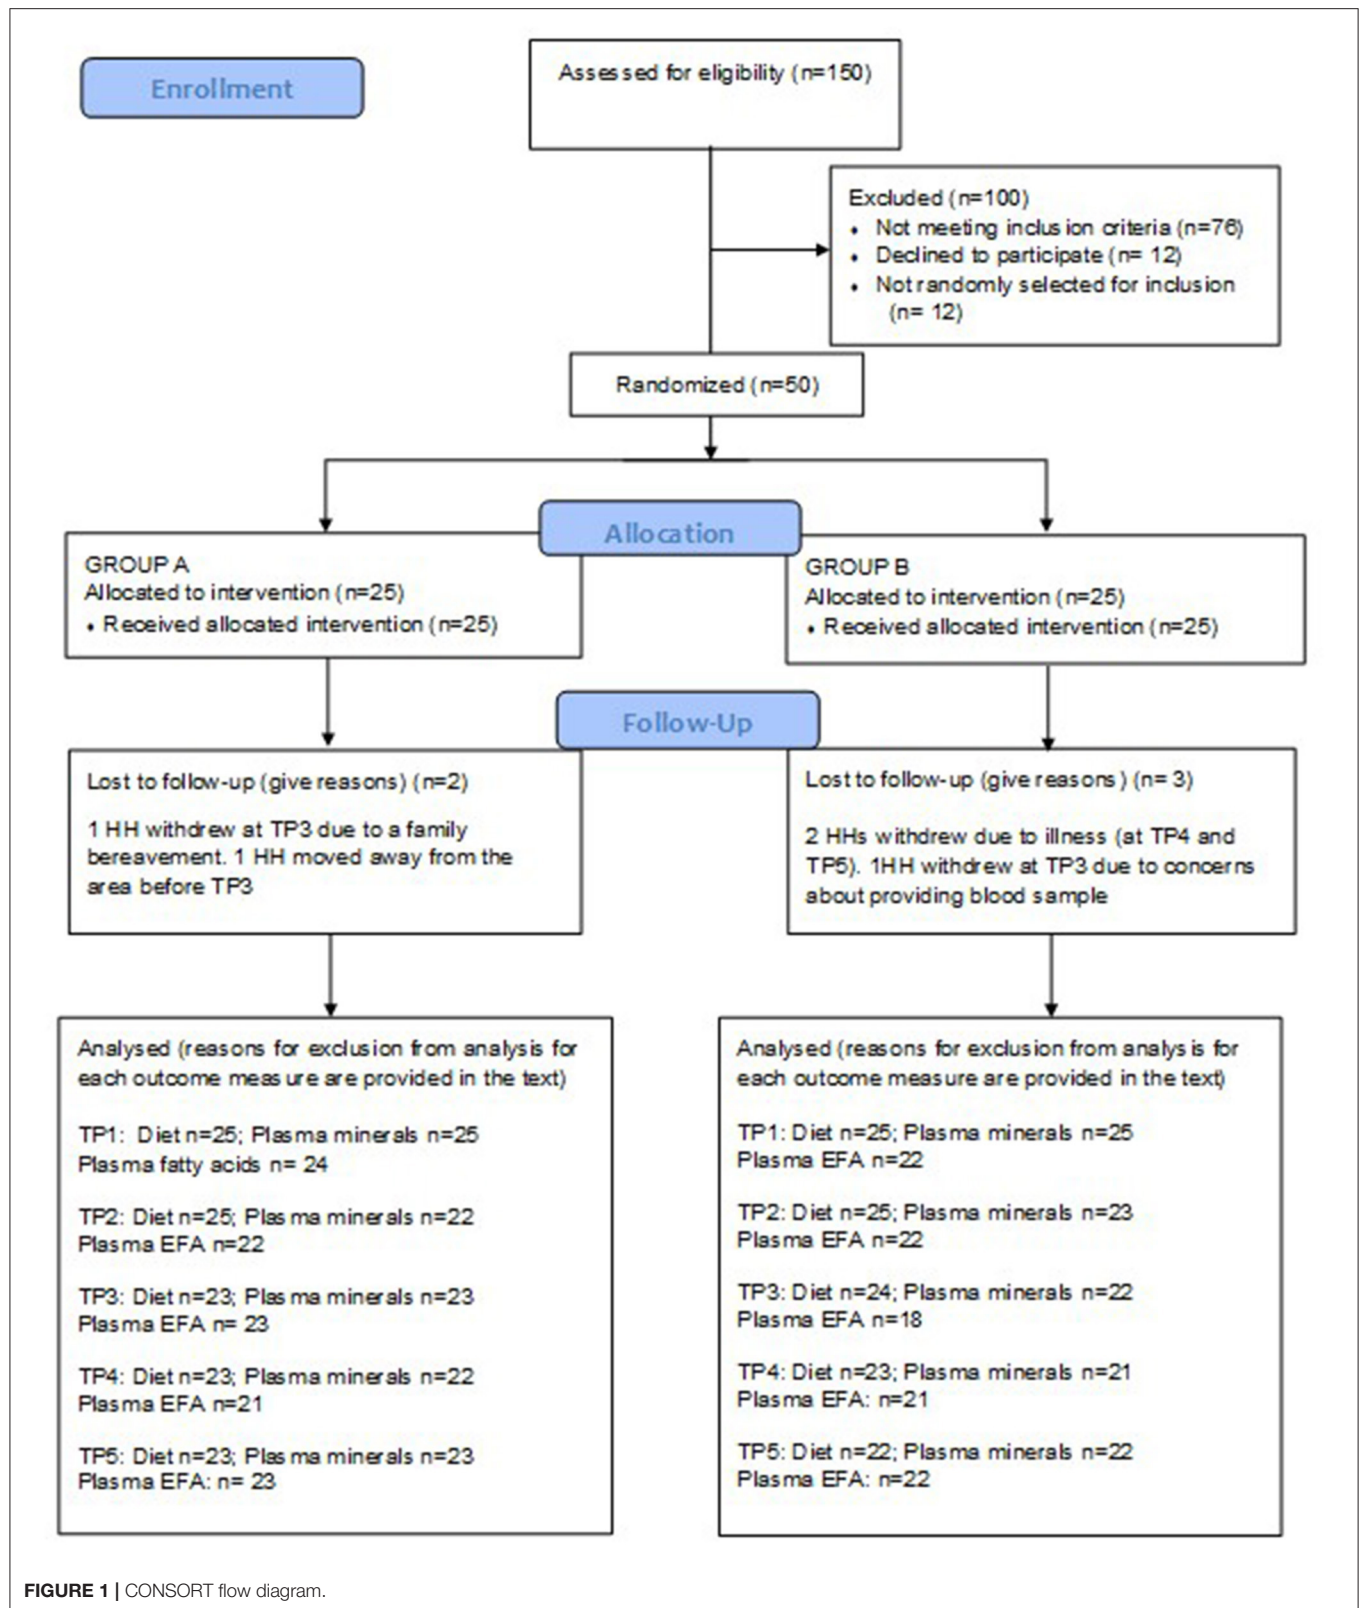 Enrollment
Assessed for eligibility (n=150)
Excluded (n=100)
• Not meeting inclusion criteria (n=76)
• Declined to participate (n= 12)
• Not randomly selected for inclusion
(n= 12)
Randomized (n=50)
Allocation
GROUP A
Allocated to intervention (n=25)
• Received allocated intervention (n=25)
GROUP B
Allocated to intervention (n=25)
• Received allocated intervention (n=25)
Follow-Up
Lost to follow-up (give reasons) (n=2)
1 HH withdrew at TP3 due to a family
bereavement. 1 HH moved away from the
area before TP3
Lost to follow-up (give reasons) (n= 3)
2 HHs withdrew due to illness (at TP4 and
TP5). 1HH withdrew at TP3 due to concerns
about providing blood sample
Analysed (reasons for exclusion from analysis for
each outcome measure are provided in the text)
TP1: Diet n=25; Plasma minerals n=25
Plasma fatty acids n= 24
TP2: Diet n=25; Plasma minerals n=22
Plasma EFA n=22
TP3: Diet n=23; Plasma minerals n=23
Plasma EFA n= 23
TP4: Diet n=23; Plasma minerals n=22
Plasma EFA n=21
TP5: Diet n=23; Plasma minerals n=23
Plasma EFA: n= 23
Analysed (reasons for exclusion from analysis for
each outcome measure are provided in the text)
TP1: Diet n=25; Plasma minerals n=25
Plasma EFA n=22
TP2: Diet n=25; Plasma minerals n=23
Plasma EFA n=22
TP3: Diet n=24; Plasma minerals n=22
Plasma EFA n=18
TP4: Diet n=23; Plasma minerals n=21
Plasma EFA: n=21
TP5: Diet n=22; Plasma minerals n=22
Plasma EFA: n=22
FIGURE 1 | CONSORT flow diagram.